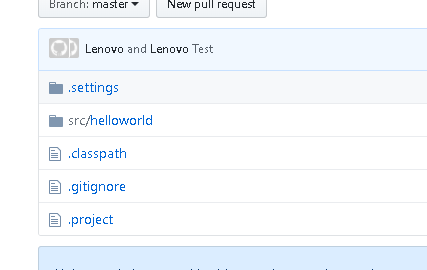 Branch: master New pull request
Lenovo and Lenovo Test
.settings
src/helloworld
.classpath
.gitignore
.project